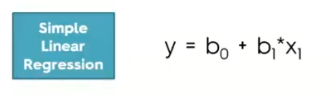 Simple
Linear
Regression
y = b₀ + b₁*x₁